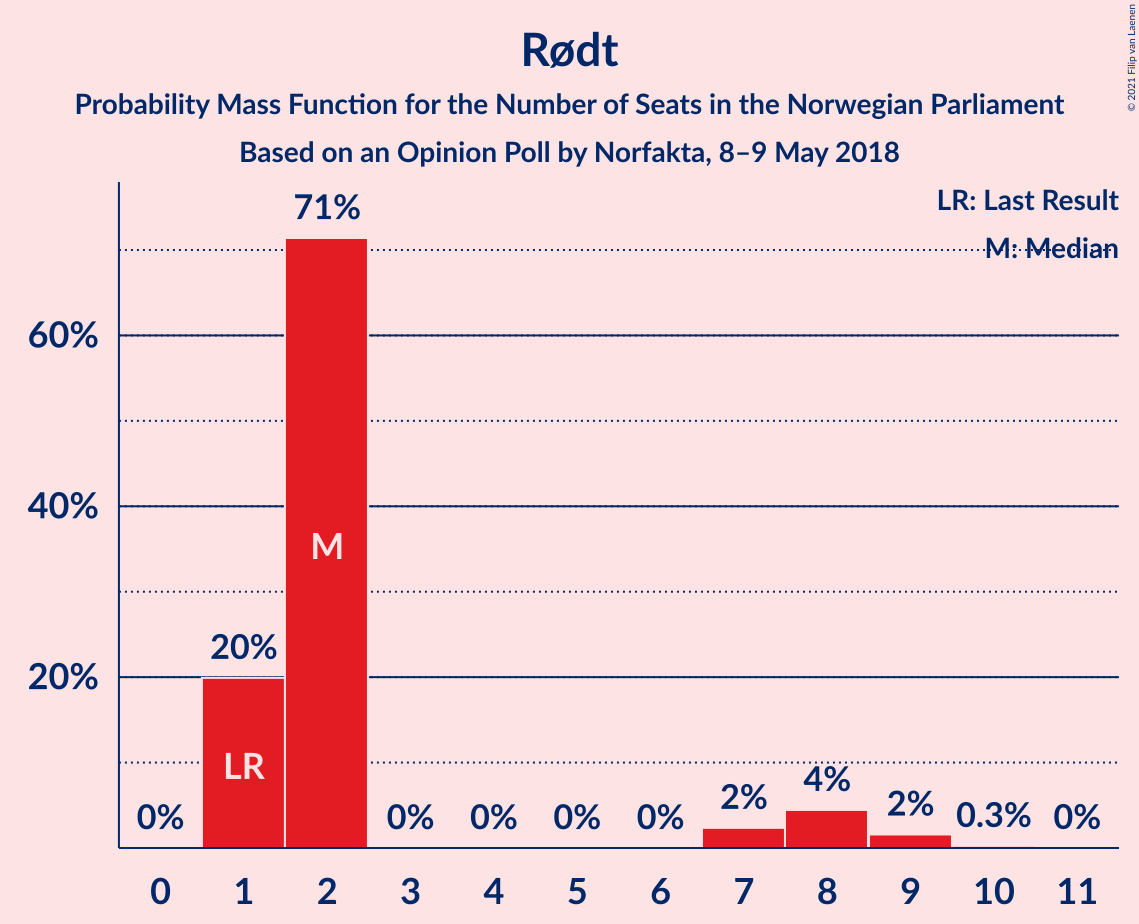 Rødt
Probability Mass Function for the Number of Seats in the Norwegian Parliament
Based on an Opinion Poll by Norfakta, 8–9 May 2018
© 2021 Filip van Laenen
LR: Last Result
M: Median
71%
60%
40%
M
20%
20%
LR
0%
0%
0%
0%
0%
2%
4%
2%
0.3%
0%
0 1 2 3 4 5 6 7 8 9 10 11